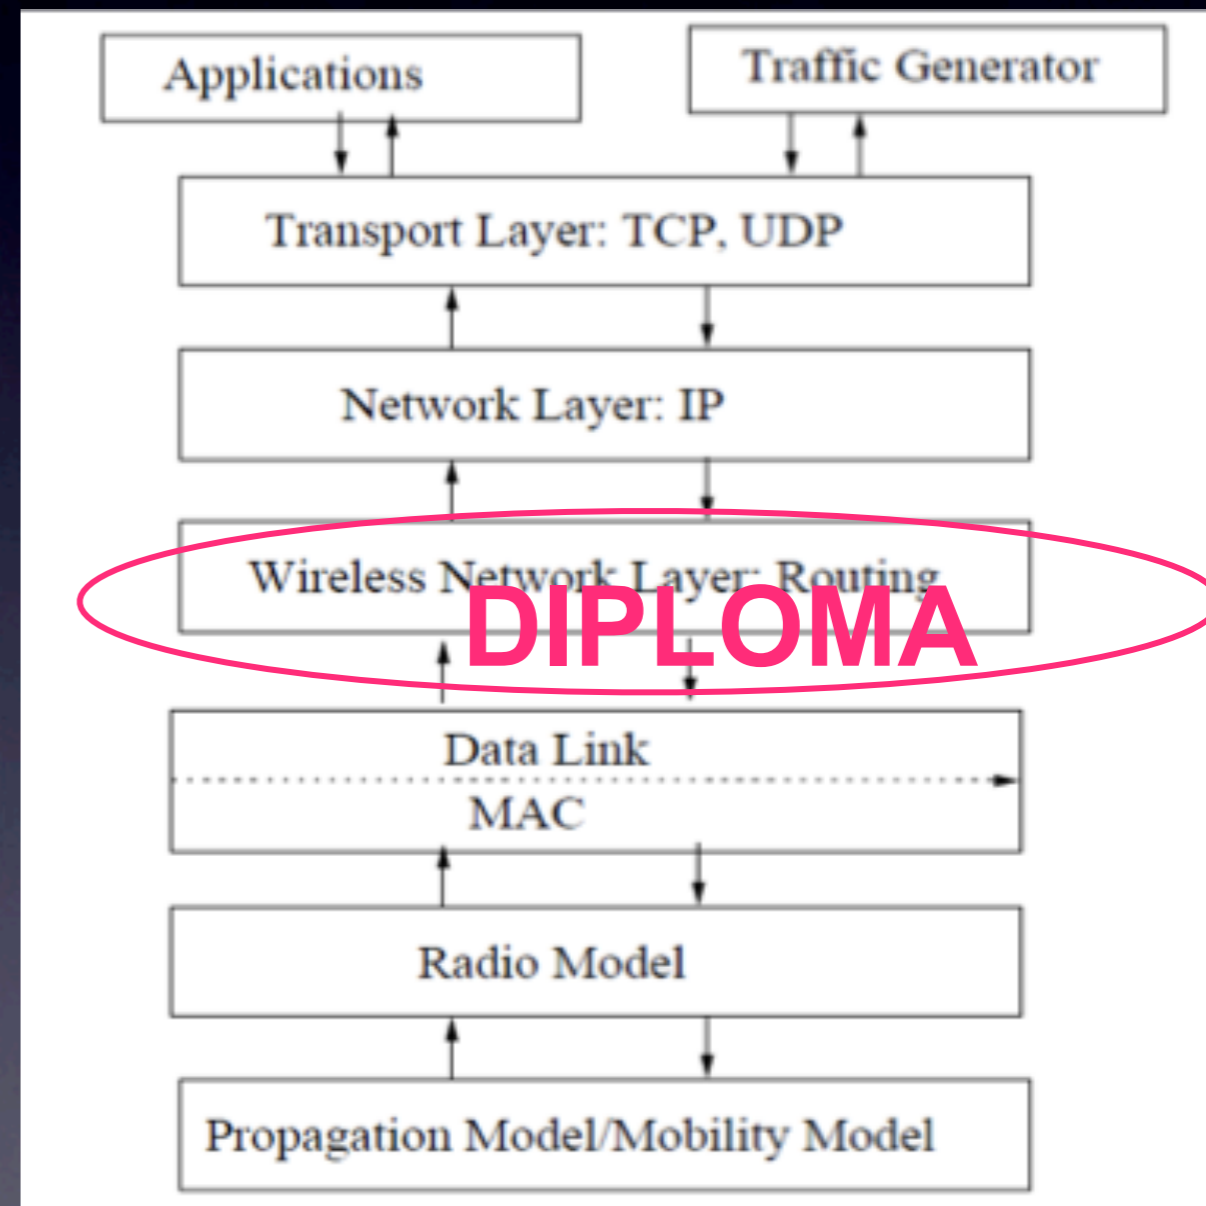 Applications
Traffic Generator
Transport Layer: TCP, UDP
Network Layer: IP
Wireless Network Layer: Routing
DIPLOMA
Data Link
MAC
Radio Model
Propagation Model/Mobility Model